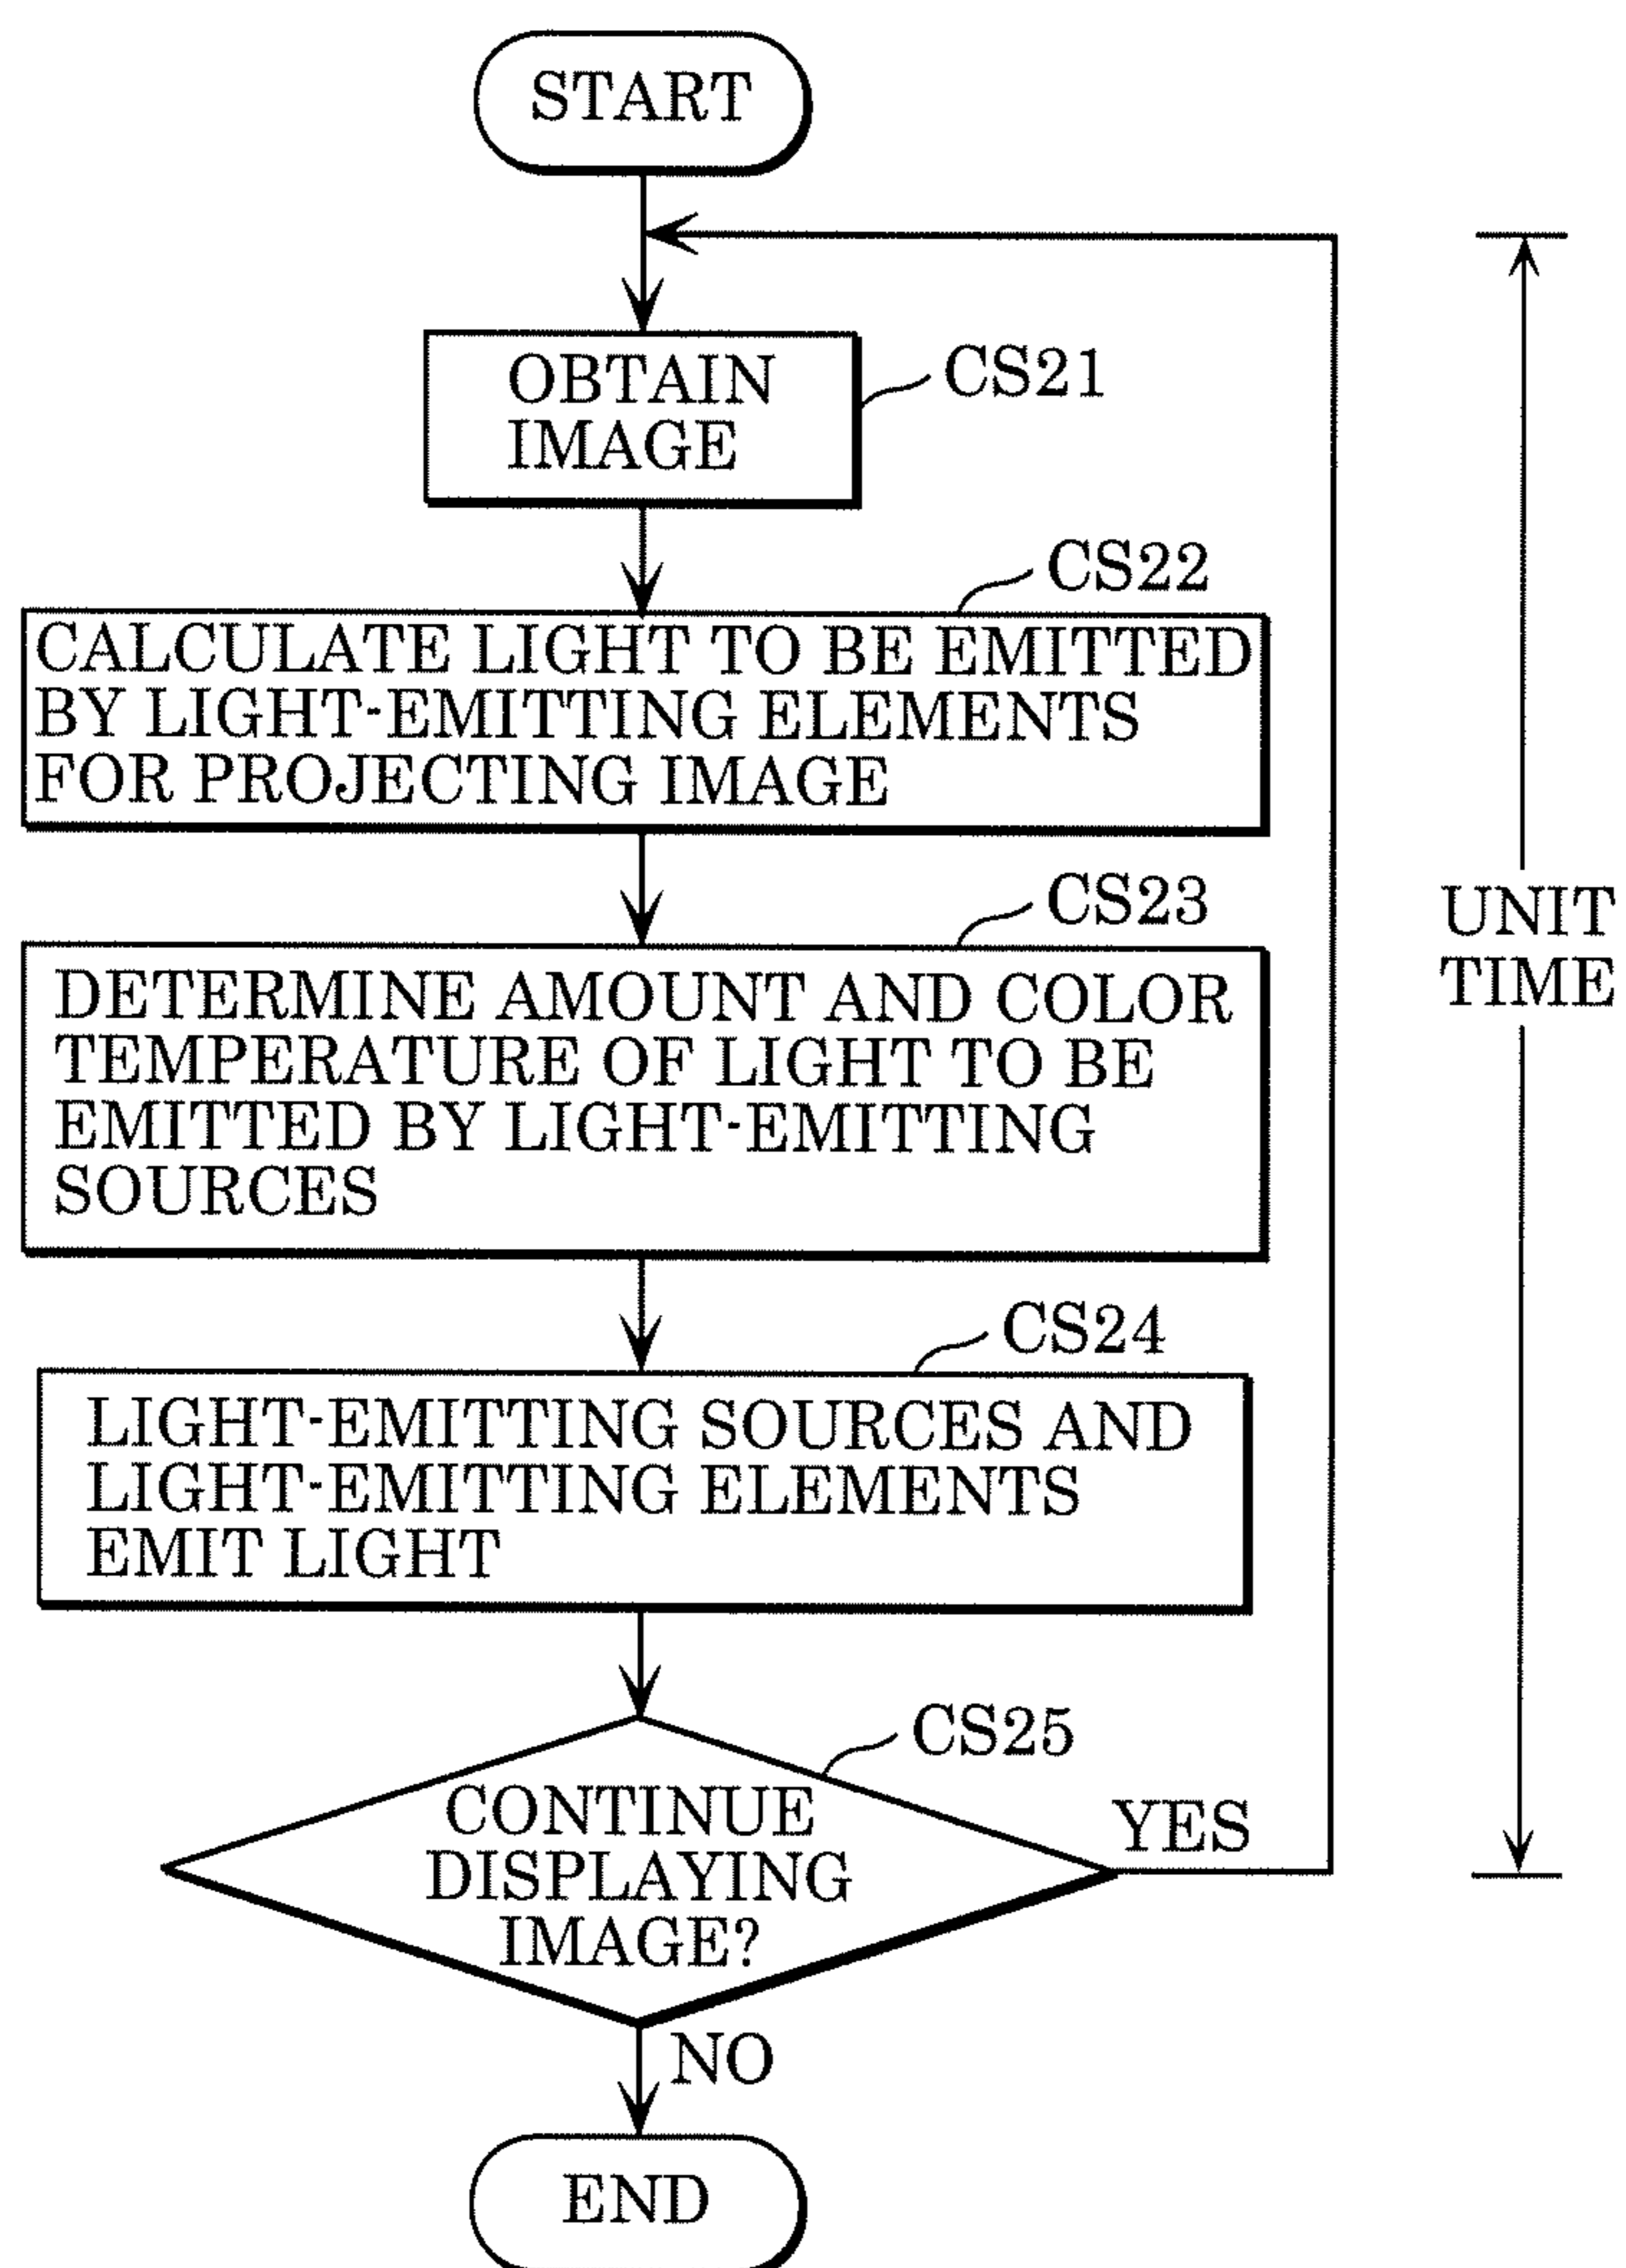 START
OBTAIN
IMAGE
CS21
CS22
CALCULATE LIGHT TO BE EMITTED
BY LIGHT-EMITTING ELEMENTS
FOR PROJECTING IMAGE
CS23
DETERMINE AMOUNT AND COLOR
TEMPERATURE OF LIGHT TO BE
EMITTED BY LIGHT-EMITTING
SOURCES
UNIT
TIME
CS24
LIGHT-EMITTING SOURCES AND
LIGHT-EMITTING ELEMENTS
EMIT LIGHT
CS25
CONTINUE
DISPLAYING
IMAGE?
YES
NO
END